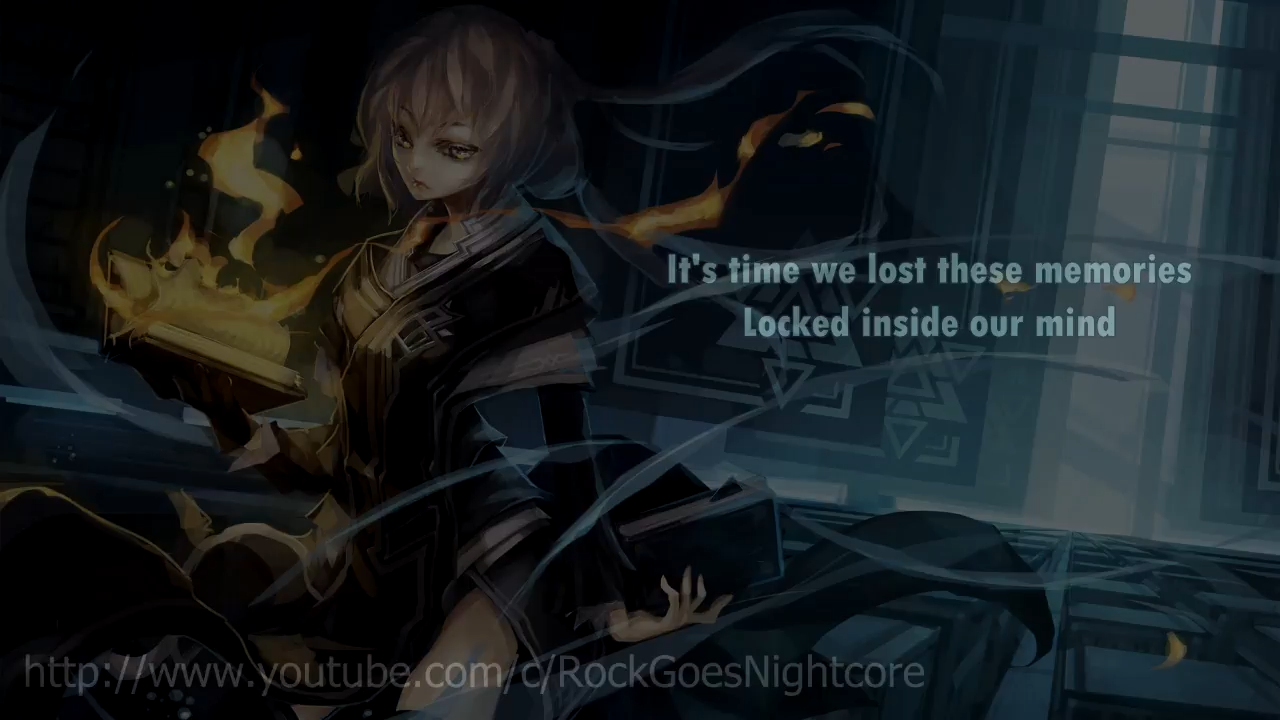 It's time we lost these memories
Locked inside our mind
http://www.youtube.com/c/RockGoesNightcore